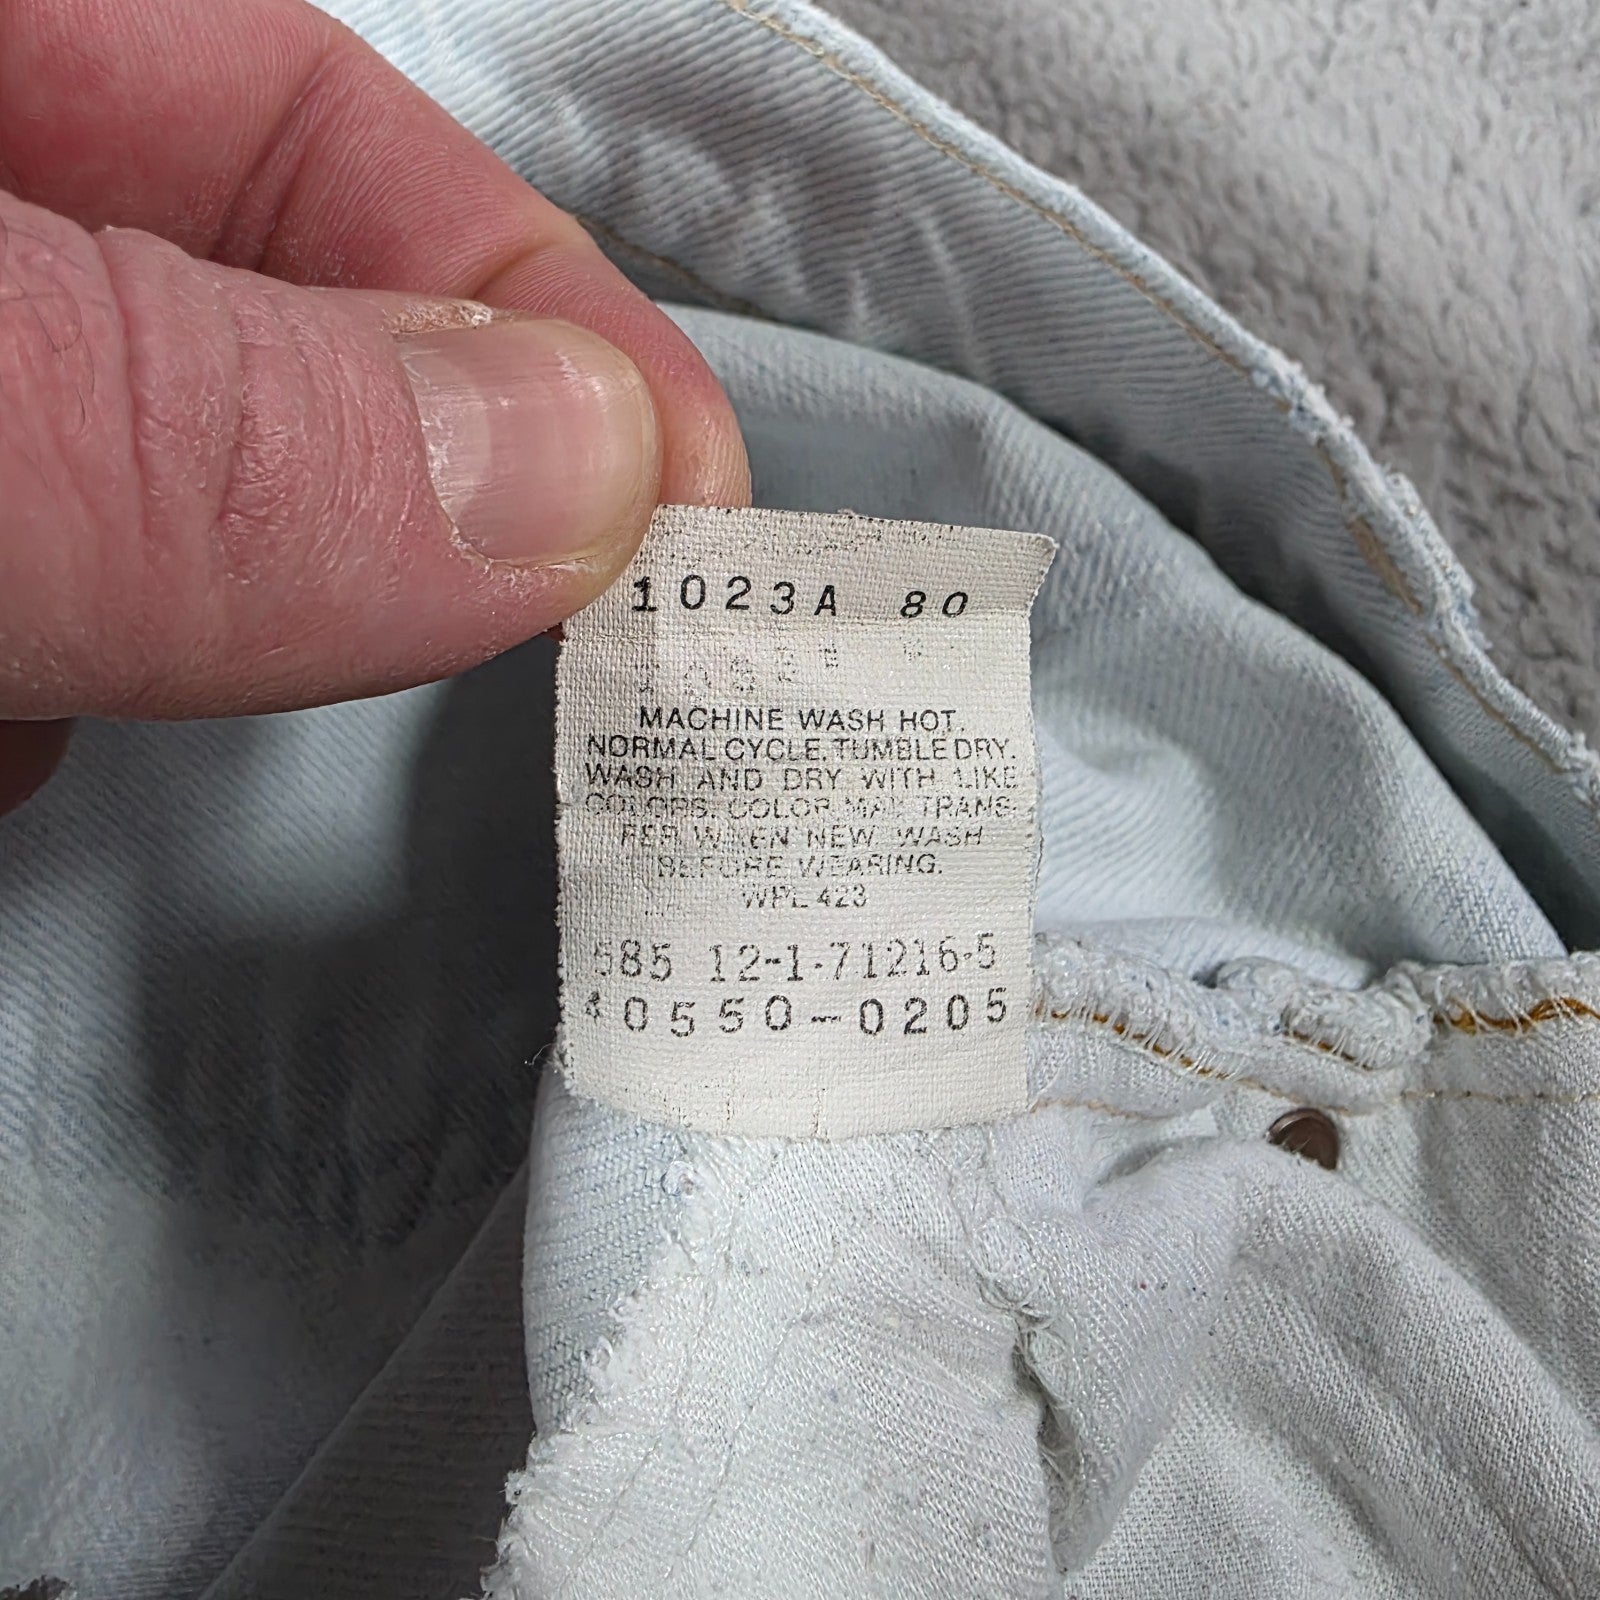 1023A 80
MACHINE WASH HOT.
NORMAL CYCLE. TUMBLE DRY.
WASH AND DRY WITH LIKE
COLORS. COLOR MAY TRANS-
FER WHEN NEW. WASH
BEFORE WEARING.
WPL 423
585 12-1-71216-5
40550-0205